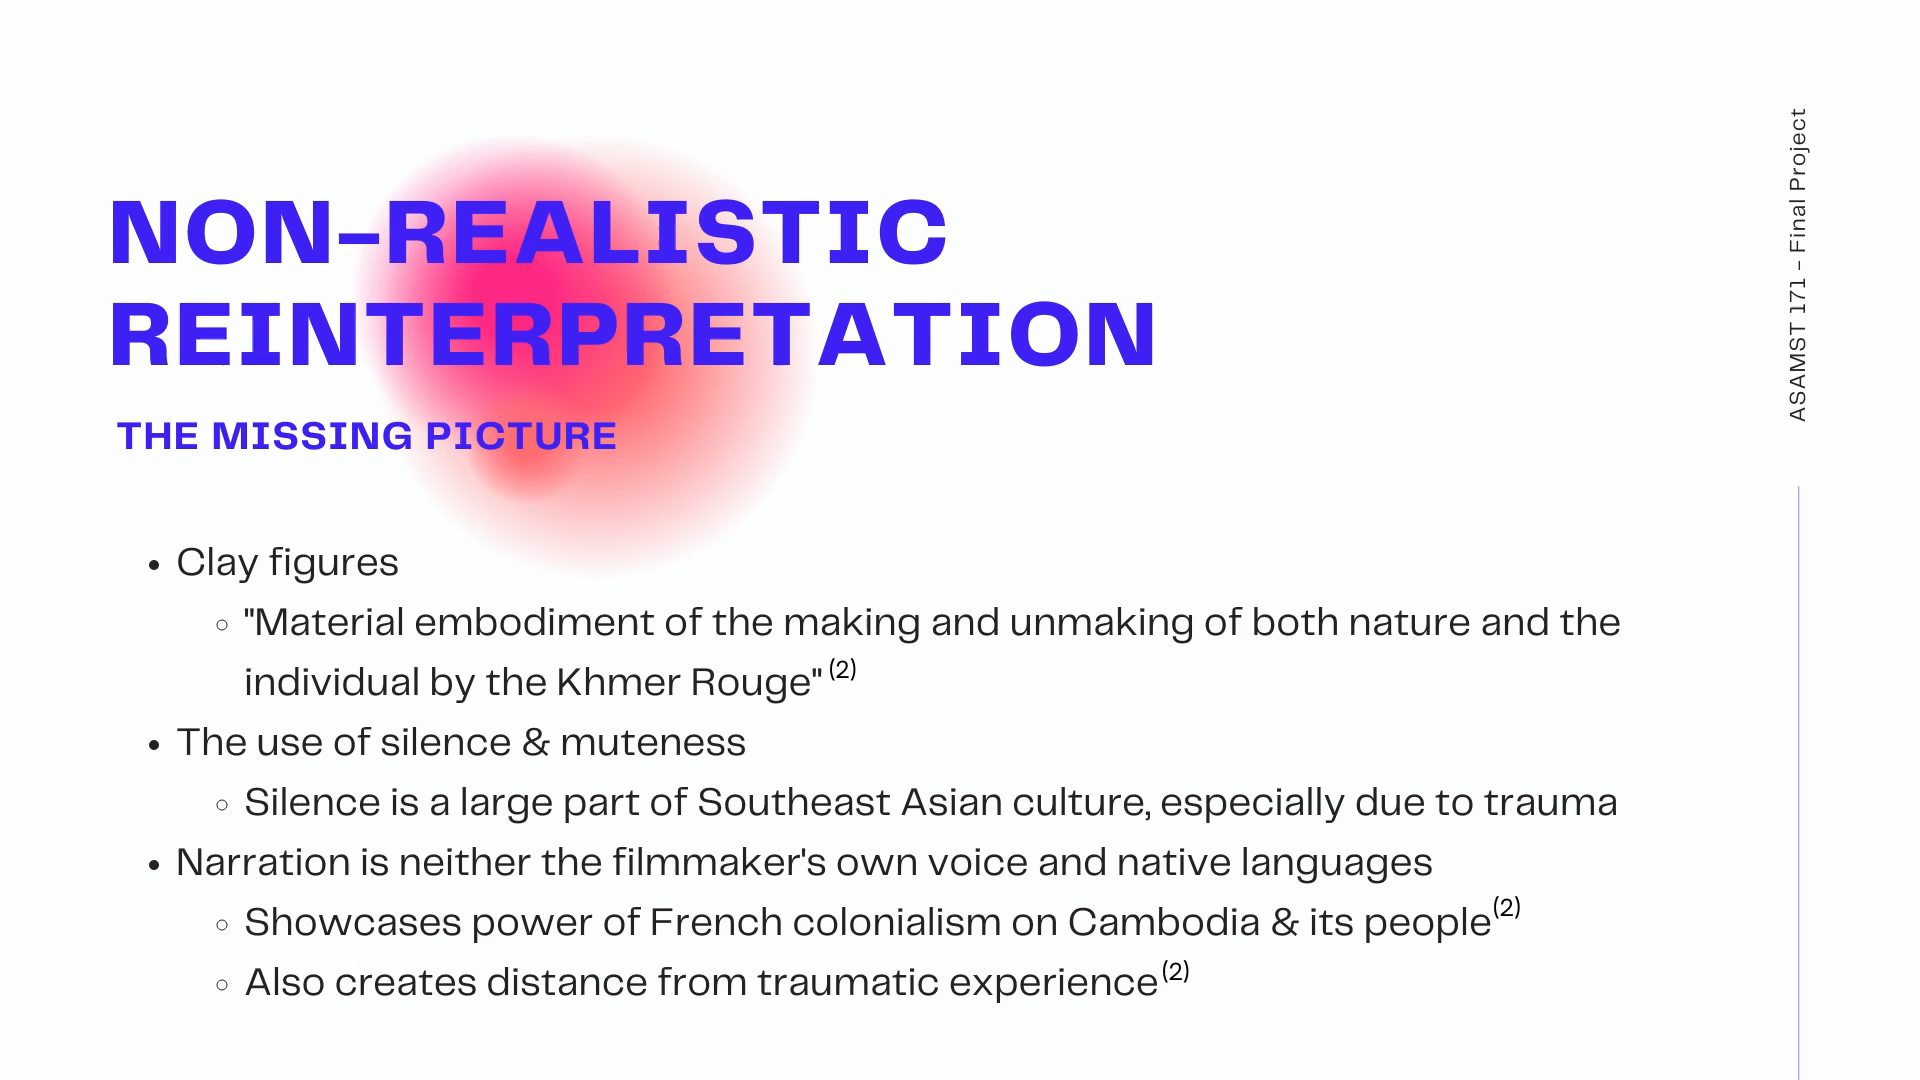 NON-REALISTIC
REINTERPRETATION
THE MISSING PICTURE
• Clay figures
◦ "Material embodiment of the making and unmaking of both nature and the
individual by the Khmer Rouge" (2)
• The use of silence & muteness
◦ Silence is a large part of Southeast Asian culture, especially due to trauma
• Narration is neither the filmmaker's own voice and native languages
◦ Showcases power of French colonialism on Cambodia & its people(2)
◦ Also creates distance from traumatic experience(2)
ASAMST 171 - Final Project